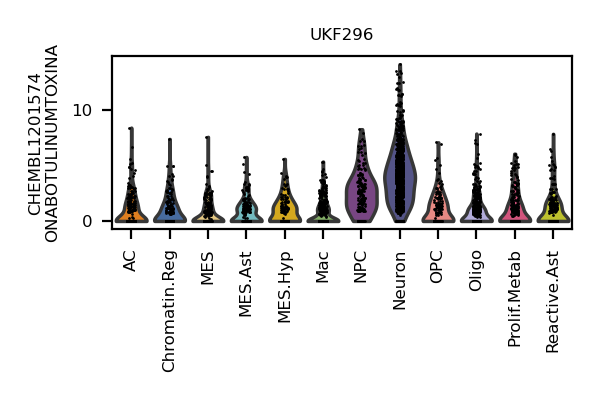 UKF296
CHEMBL1201574
ONABOTULINUMTOXINA
10
0
AC
Chromatin.Reg
MES
MES.Ast
MES.Hyp
Mac
NPC
Neuron
OPC
Oligo
Prolif.Metab
Reactive.Ast